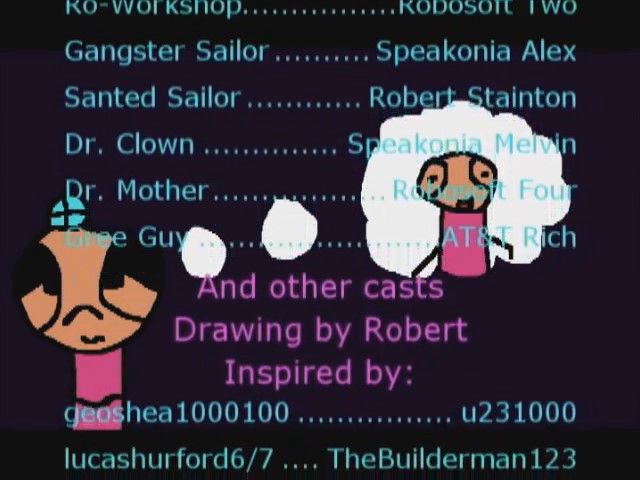 Ro-Workshop.................Robosoft Two
Gangster Sailor.......... Speakonia Alex
Santed Sailor............ Robert Stainton
Dr. Clown .............. Speakonia Melvin
Dr. Mother.................. Robosoft Four
Gree Guy .........................AT&T Rich
And other casts
Drawing by Robert
Inspired by:
geoshea1000100 ................ u231000
lucashurford6/7 .... TheBuilderman123